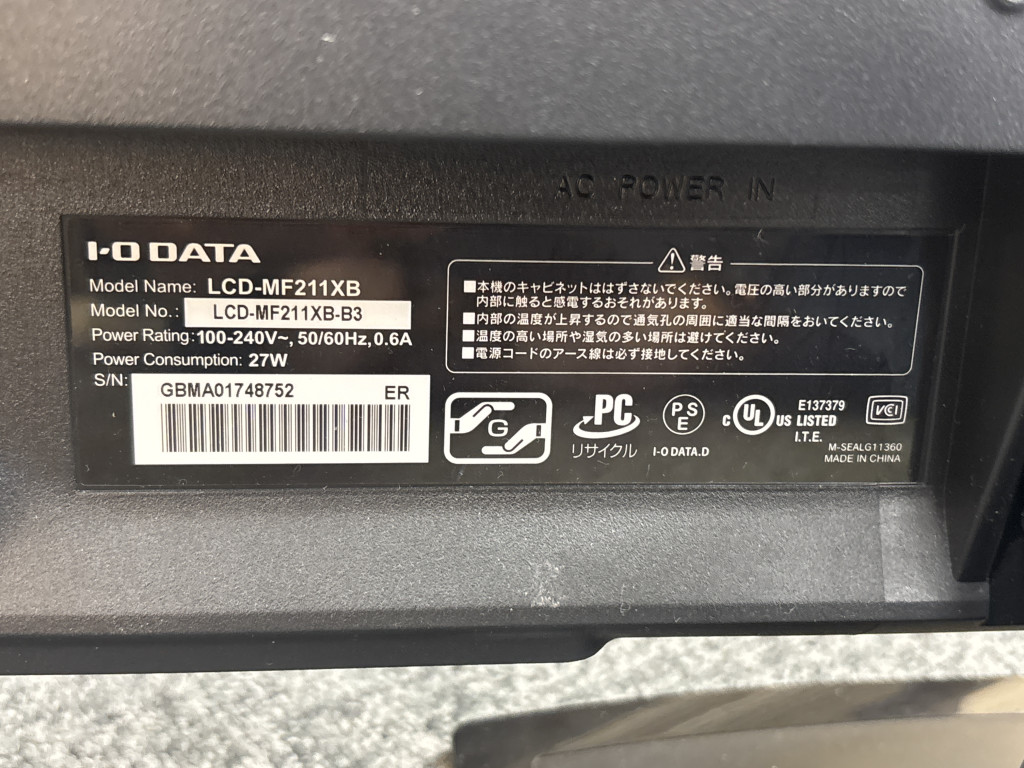 AC POWER IN
I-O DATA
Model Name: LCD-MF211XB
Model No.: LCD-MF211XB-B3
Power Rating: 100-240V~, 50/60Hz, 0.6A
Power Consumption: 27W
S/N:
GBMA01748752 ER
⚠警告
■本機のキャビネットははずさないでください。電圧の高い部分がありますので
内部に触ると感電するおそれがあります。
■内部の温度が上昇するので通気孔の周囲に適当な間隔をおいてください。
■温度の高い場所や湿気の多い場所は避けてください。
■電源コードのアース線は必ず接地してください。
G
PC
リサイクル
PSE
I-O DATA.D
c UL US LISTED
E137379
I.T.E.
VCI
M-SEALG11360
MADE IN CHINA